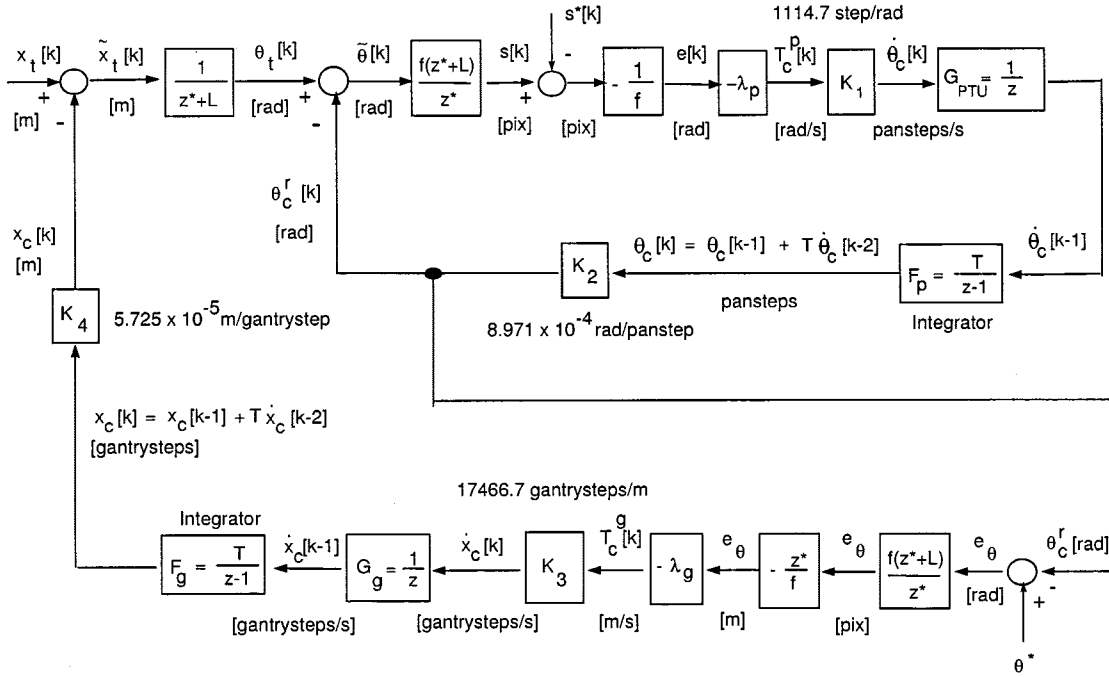 s*[k]
1114.7 step/rad
x_t [k]
x̃_t [k]
θ_t [k]
θ̃[k]
f(z*+L)
s[k]
-
e[k]
T_c^p[k]
θ̇_c[k]
1
z*+L
z*
- 1/f
-λ_p
K_1
G_PTU = 1/z
+
[m]
-
[m]
[rad]
+
-
[rad]
+
[pix]
[pix]
[rad]
[rad/s]
pansteps/s
θ_c^r [k]
[rad]
x_c [k]
[m]
θ_c [k] = θ_c [k-1] + T θ̇_c [k-2]
θ̇_c [k-1]
K_2
F_p = T/(z-1)
pansteps
Integrator
K_4
5.725 x 10^-5 m/gantrystep
8.971 x 10^-4 rad/panstep
x_c [k] = x_c [k-1] + T ẋ_c [k-2]
[gantrysteps]
17466.7 gantrysteps/m
Integrator
F_g = T/(z-1)
ẋ_c[k-1]
G_g = 1/z
ẋ_c [k]
K_3
T_c^g[k]
- λ_g
e_θ
- z*/f
e_θ
f(z*+L)
z*
e_θ
θ_c^r [rad]
[rad]
+
-
[gantrysteps/s]
[gantrysteps/s]
[m/s]
[m]
[pix]
θ*